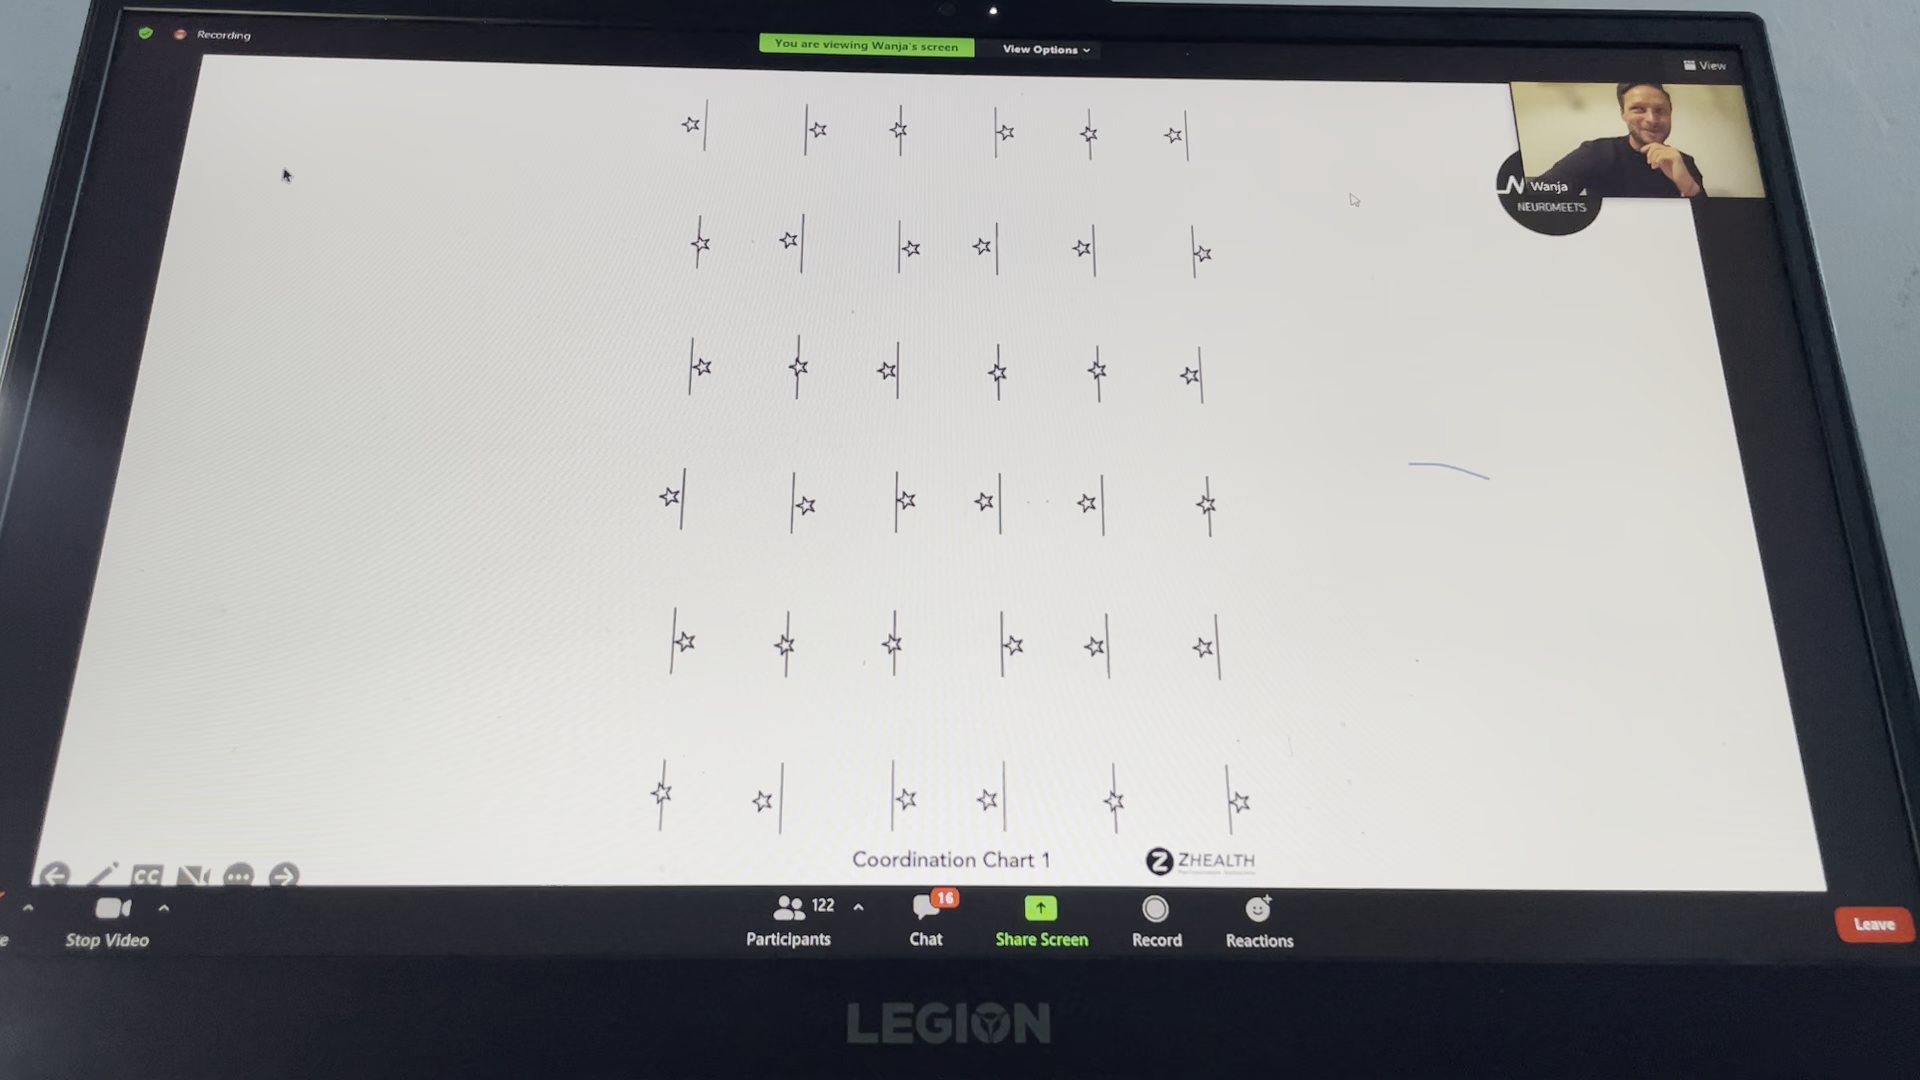 Recording
You are viewing Wanja's screen
View Options
View
Wanja
NEUROMEETS
Coordination Chart 1
Z ZHEALTH
CC
122
16
Stop Video
Participants
Chat
Share Screen
Record
Reactions
Leave
LEGION